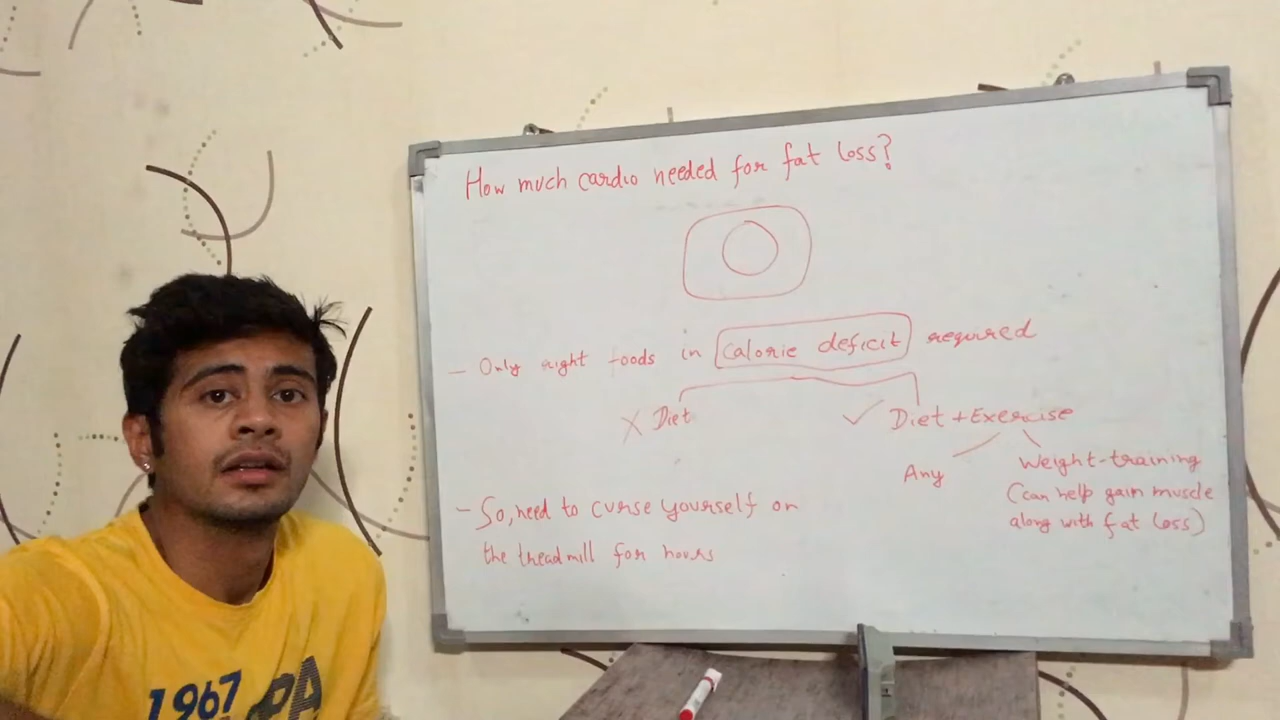 How much cardio needed for fat loss?
- Only right foods in calorie deficit required
X Diet
✓ Diet + Exercise
Any
Weight-training
(can help gain muscle
along with fat loss)
- So, need to curse yourself on
the treadmill for hours
1967
PA